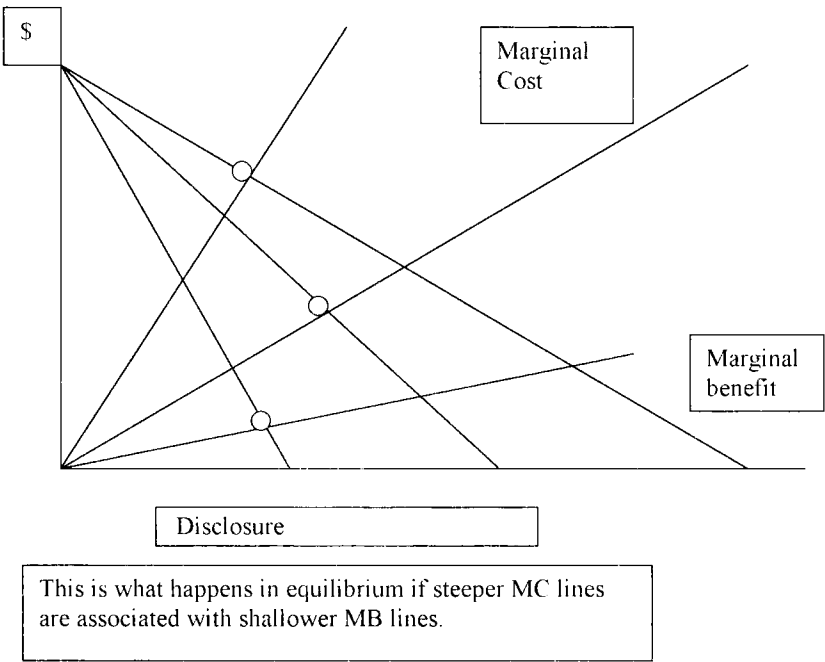 $
Marginal
Cost
Marginal
benefit
Disclosure
This is what happens in equilibrium if steeper MC lines
are associated with shallower MB lines.